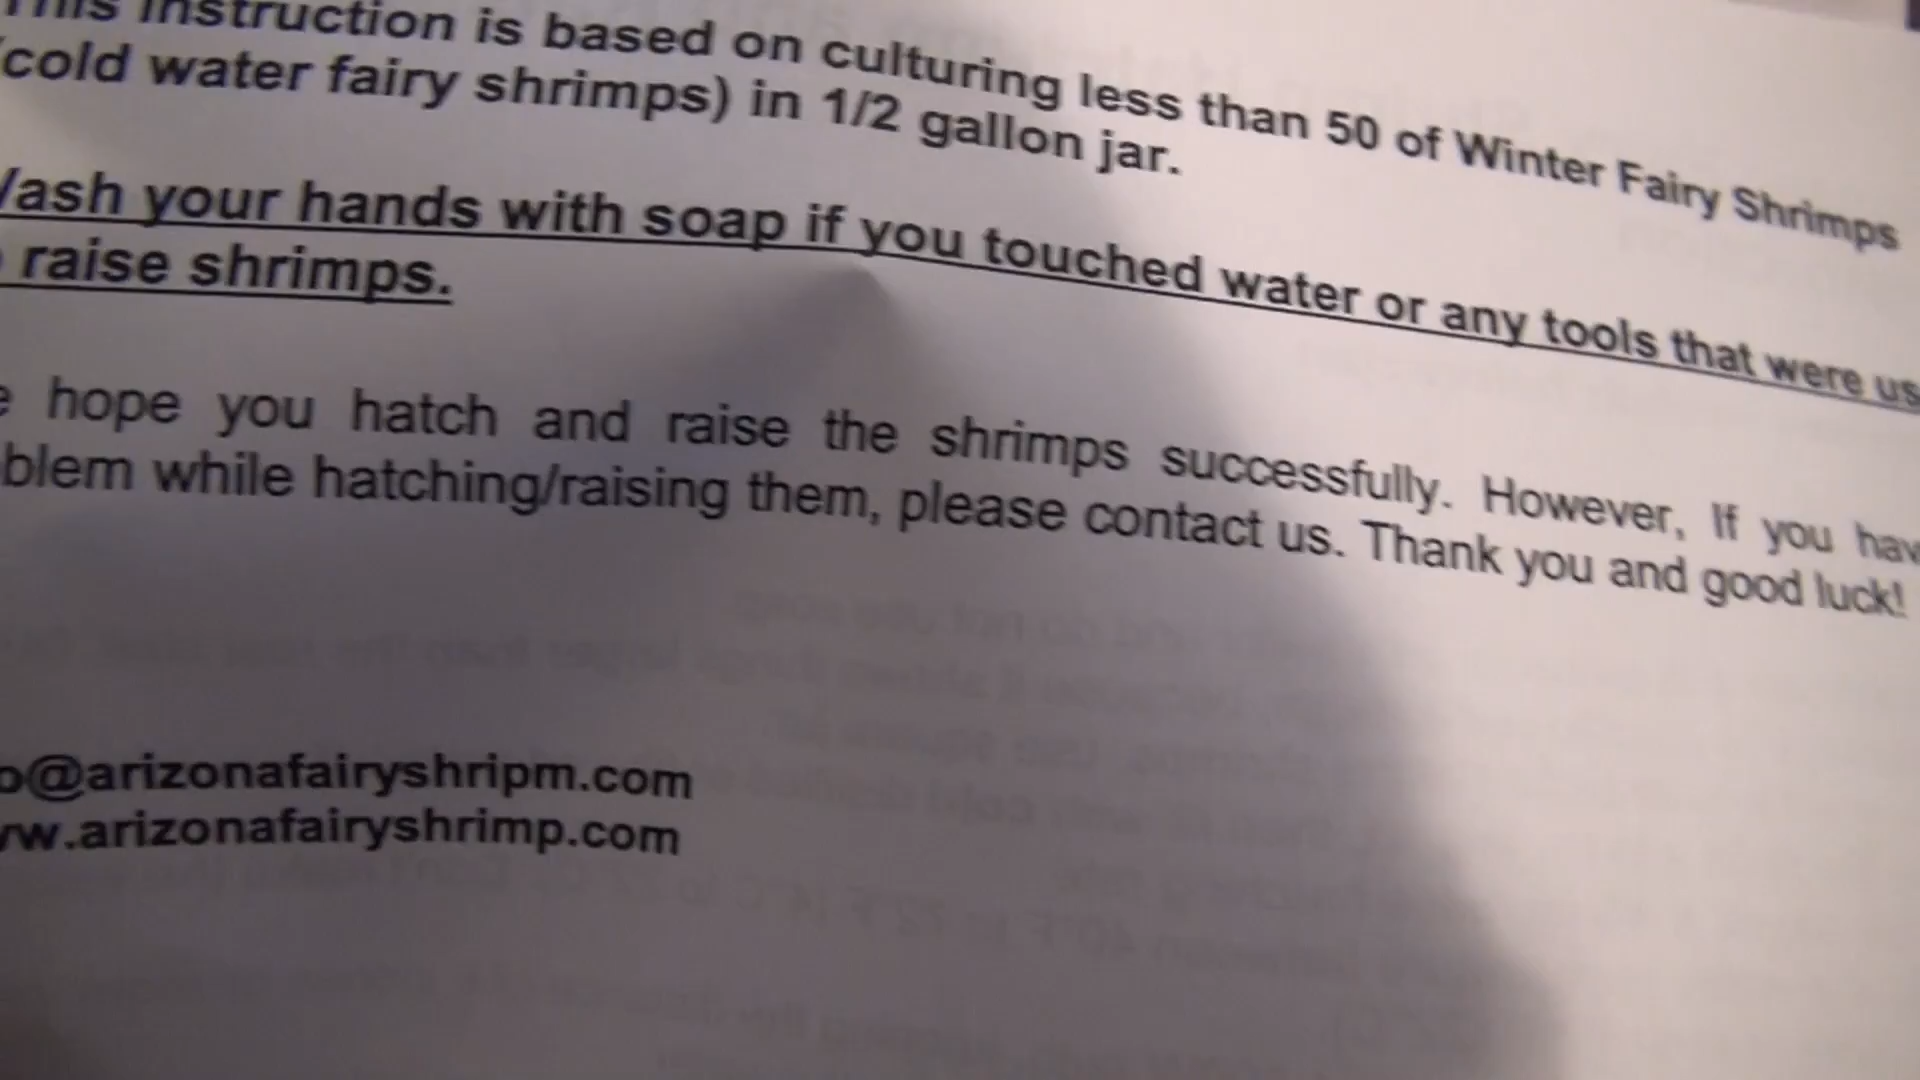 This instruction is based on culturing less than 50 of Winter Fairy Shrimps
(cold water fairy shrimps) in 1/2 gallon jar.
ash your hands with soap if you touched water or any tools that were us
raise shrimps.
e hope you hatch and raise the shrimps successfully. However, If you hav
blem while hatching/raising them, please contact us. Thank you and good luck!
o@arizonafairyshripm.com
w.arizonafairyshrimp.com